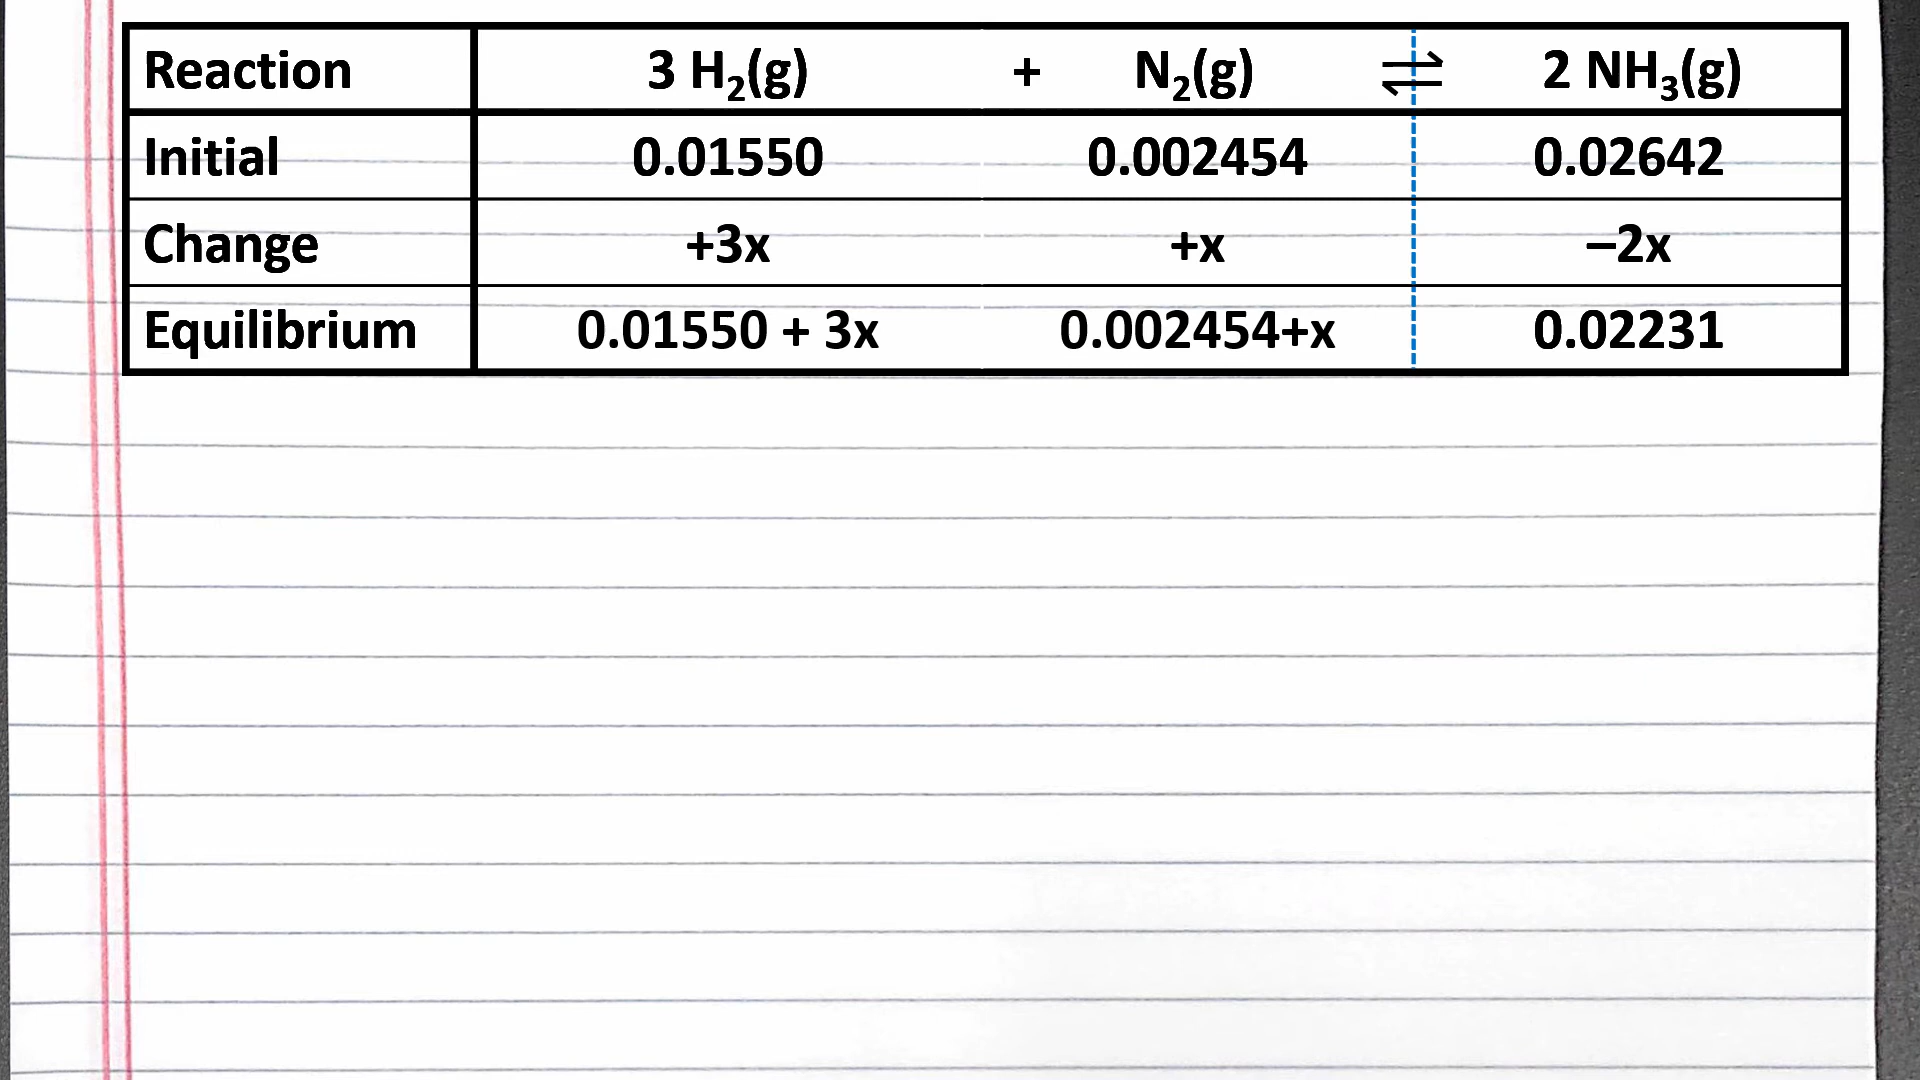 Reaction 3 H₂(g) + N₂(g) ⇌ 2 NH₃(g)
Initial 0.01550 0.002454 0.02642
Change +3x +x –2x
Equilibrium 0.01550 + 3x 0.002454+x 0.02231